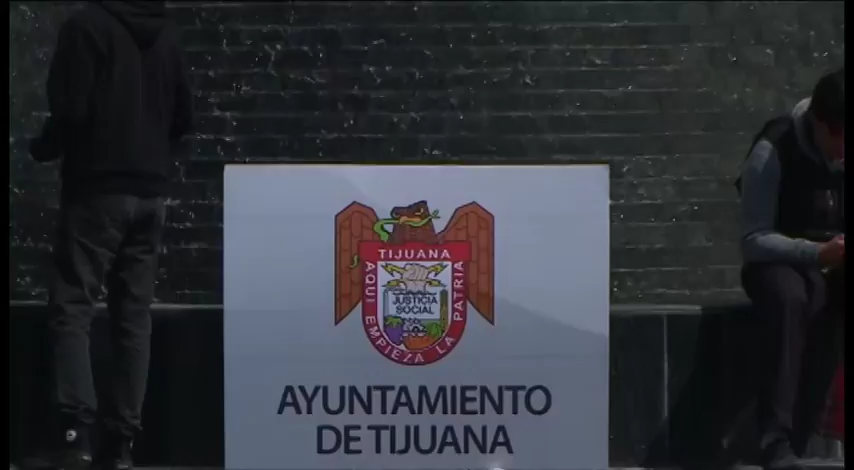 TIJUANA
AQUI EMPIEZA LA PATRIA
JUSTICIA
SOCIAL
AYUNTAMIENTO
DE TIJUANA